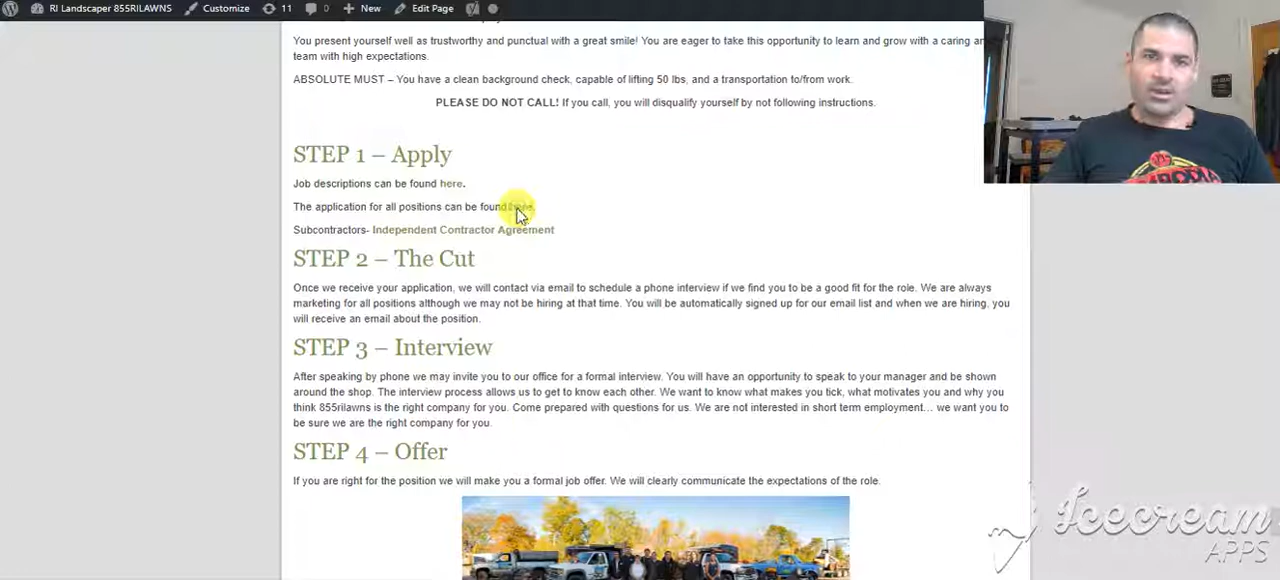 RI Landscaper 855RILAWNS Customize 11 0 New Edit Page
You present yourself well as trustworthy and punctual with a great smile! You are eager to take this opportunity to learn and grow with a caring
team with high expectations.
ABSOLUTE MUST – You have a clean background check, capable of lifting 50 lbs, and a transportation to/from work.
PLEASE DO NOT CALL! If you call, you will disqualify yourself by not following instructions.
STEP 1 – Apply
Job descriptions can be found here.
The application for all positions can be found
Subcontractors- Independent Contractor Agreement
STEP 2 – The Cut
Once we receive your application, we will contact via email to schedule a phone interview if we find you to be a good fit for the role. We are always
marketing for all positions although we may not be hiring at that time. You will be automatically signed up for our email list and when we are hiring, you
will receive an email about the position.
STEP 3 – Interview
After speaking by phone we may invite you to our office for a formal interview. You will have an opportunity to speak to your manager and be shown
around the shop. The interview process allows us to get to know each other. We want to know what makes you tick, what motivates you and why you
think 855rilawns is the right company for you. Come prepared with questions for us. We are not interested in short term employment… we want you to
be sure we are the right company for you.
STEP 4 – Offer
If you are right for the position we will make you a formal job offer. We will clearly communicate the expectations of the role.
Icecream
APPS